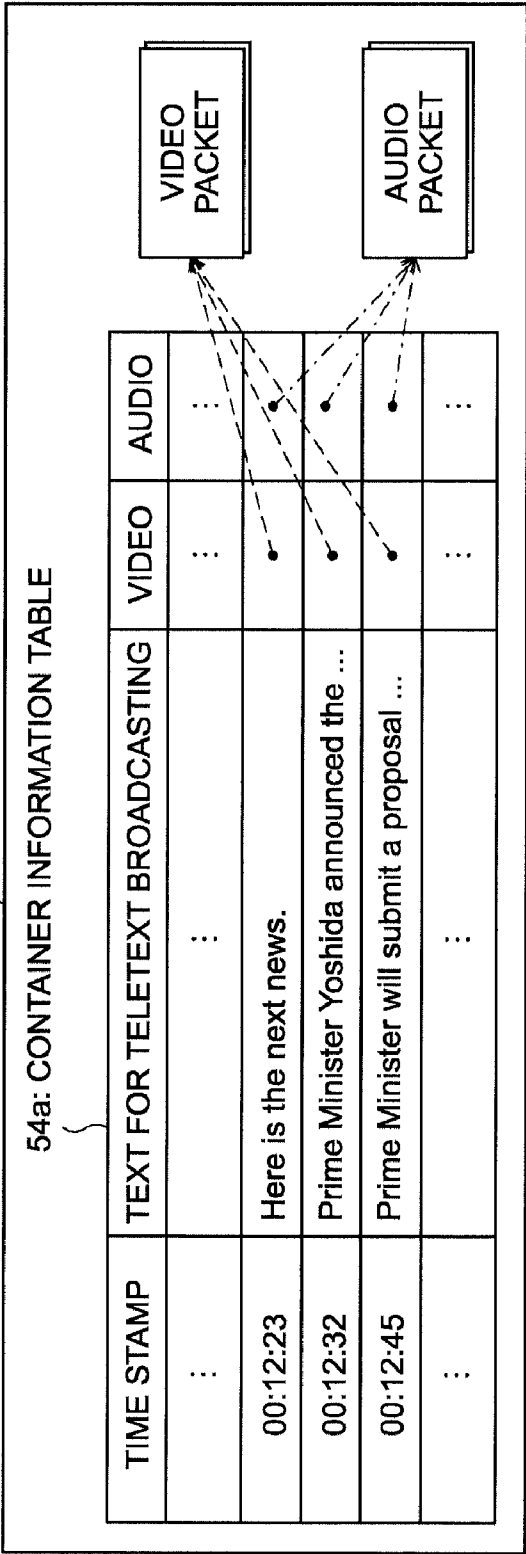 54a: CONTAINER INFORMATION TABLE
TIME STAMP TEXT FOR TELETEXT BROADCASTING VIDEO AUDIO
... ... ... ...
00:12:23 Here is the next news.
00:12:32 Prime Minister Yoshida announced the ...
00:12:45 Prime Minister will submit a proposal ...
... ... ... ...
VIDEO
PACKET
AUDIO
PACKET